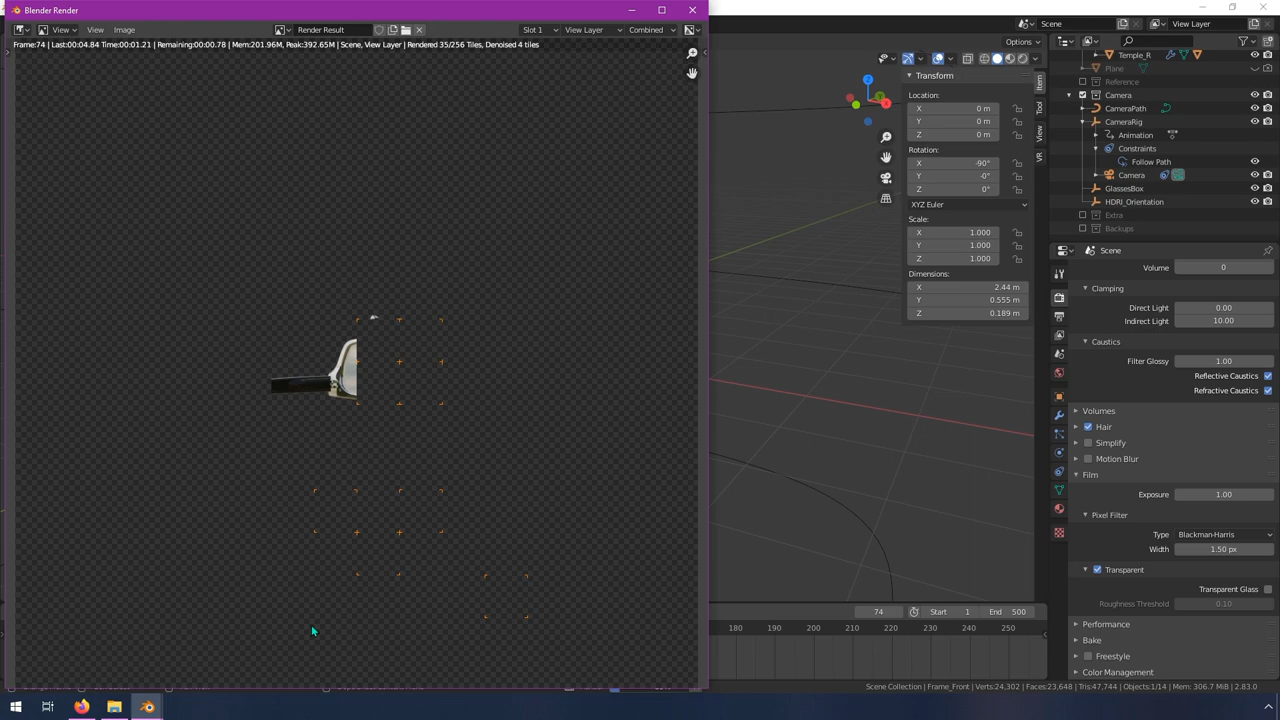 Blender Render
View
View
Image
Render Result
Slot 1
View Layer
Combined
Frame:74 | Last:00:04.84 Time:00:01.21 | Remaining:00:00.78 | Mem:201.96M, Peak:392.65M | Scene, View Layer | Rendered 35/256 Tiles, Denoised 4 tiles
Scene
View Layer
Options
Transform
Location:
X 0 m
Y 0 m
Z 0 m
Rotation:
X -90°
Y -0°
Z 0°
XYZ Euler
Scale:
X 1.000
Y 1.000
Z 1.000
Dimensions:
X 2.44 m
Y 0.555 m
Z 0.189 m
Item
Tool
View
VR
Temple_R
Plane
Reference
Camera
CameraPath
CameraRig
Animation
Constraints
Follow Path
Camera
GlassesBox
HDRI_Orientation
Extra
Backups
Scene
Volume 0
Clamping
Direct Light 0.00
Indirect Light 10.00
Caustics
Filter Glossy 1.00
Reflective Caustics
Refractive Caustics
Volumes
Hair
Simplify
Motion Blur
Film
Exposure 1.00
Pixel Filter
Type Blackman-Harris
Width 1.50 px
Transparent
Transparent Glass
Roughness Threshold 0.10
Performance
Bake
Freestyle
Color Management
74 Start 1 End 500
180 190 200 210 220 230 240 250
Scene Collection | Frame_Front | Verts:24,302 | Faces:23,648 | Tris:47,744 | Objects:1/14 | Mem: 306.7 MiB | 2.83.0